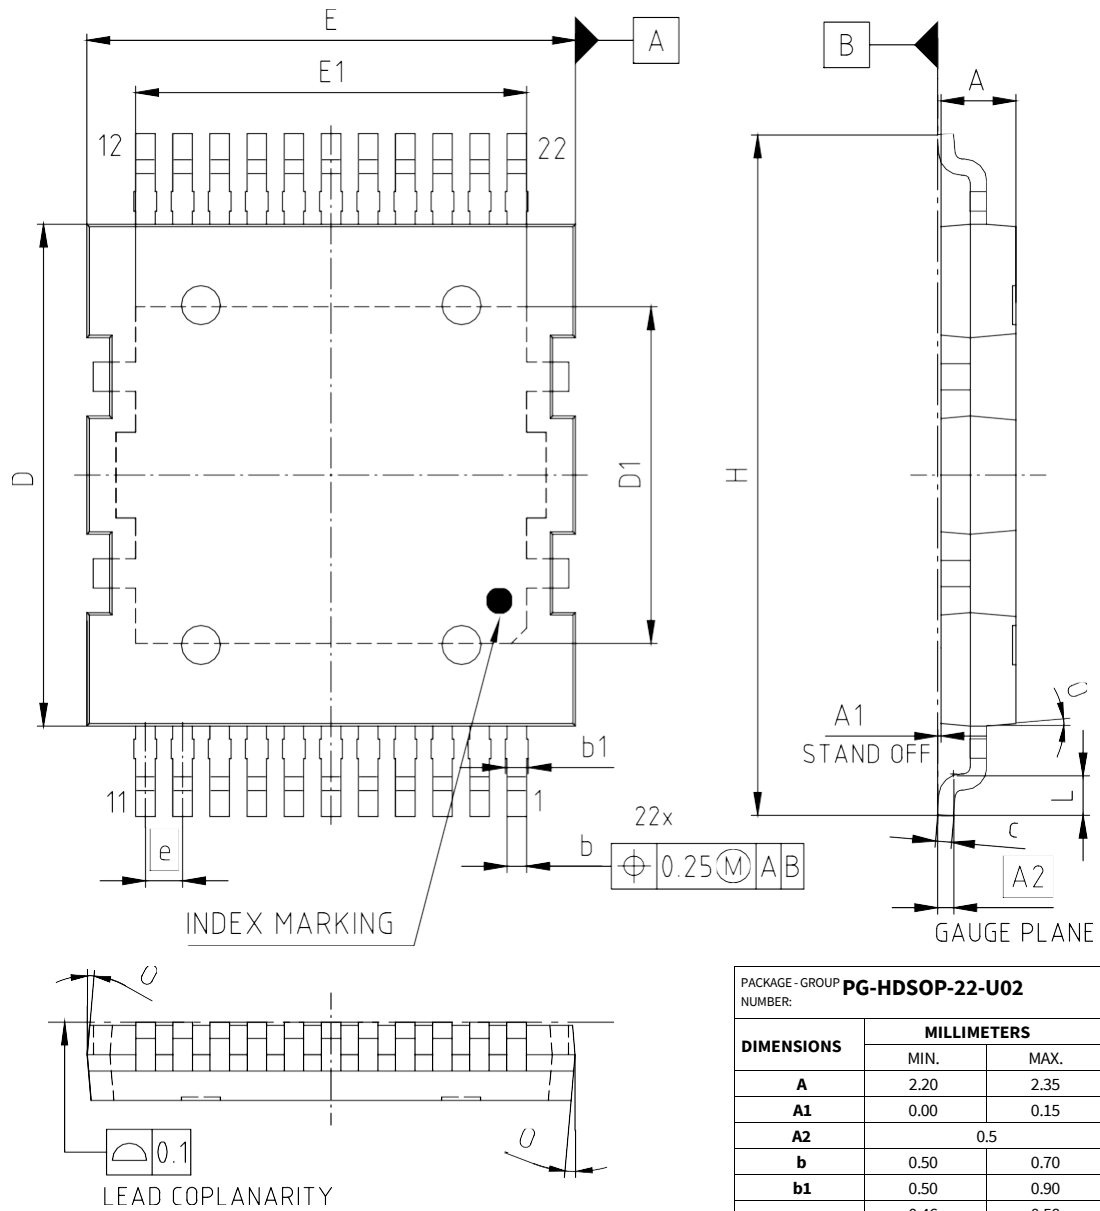 E
A
B
E1
A
12
22
D
D1
H
A1
STAND OFF
b1
11
1
22x
L
e
b
0.25 M A B
c
A2
INDEX MARKING
GAUGE PLANE
0.1
LEAD COPLANARITY
PACKAGE - GROUP NUMBER: PG-HDSOP-22-U02
DIMENSIONS MILLIMETERS
MIN. MAX.
A 2.20 2.35
A1 0.00 0.15
A2 0.5
b 0.50 0.70
b1 0.50 0.90